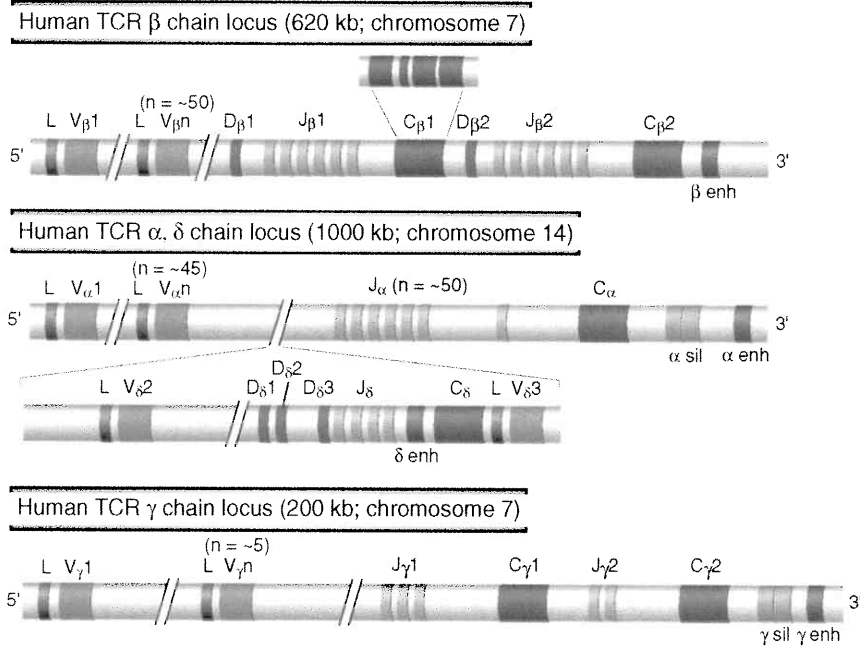 Human TCR β chain locus (620 kb; chromosome 7)
(n = ~50)
L Vβ1 L Vβn Dβ1 Jβ1 Cβ1 Dβ2 Jβ2 Cβ2
5' 3'
β enh
Human TCR α, δ chain locus (1000 kb; chromosome 14)
(n = ~45)
L Vα1 L Vαn Jα (n = ~50) Cα
5' 3'
α sil α enh
Dδ2
L Vδ2 Dδ1 Dδ3 Jδ Cδ L Vδ3
δ enh
Human TCR γ chain locus (200 kb; chromosome 7)
(n = ~5)
L Vγ1 L Vγn Jγ1 Cγ1 Jγ2 Cγ2
5' 3'
γ sil γ enh